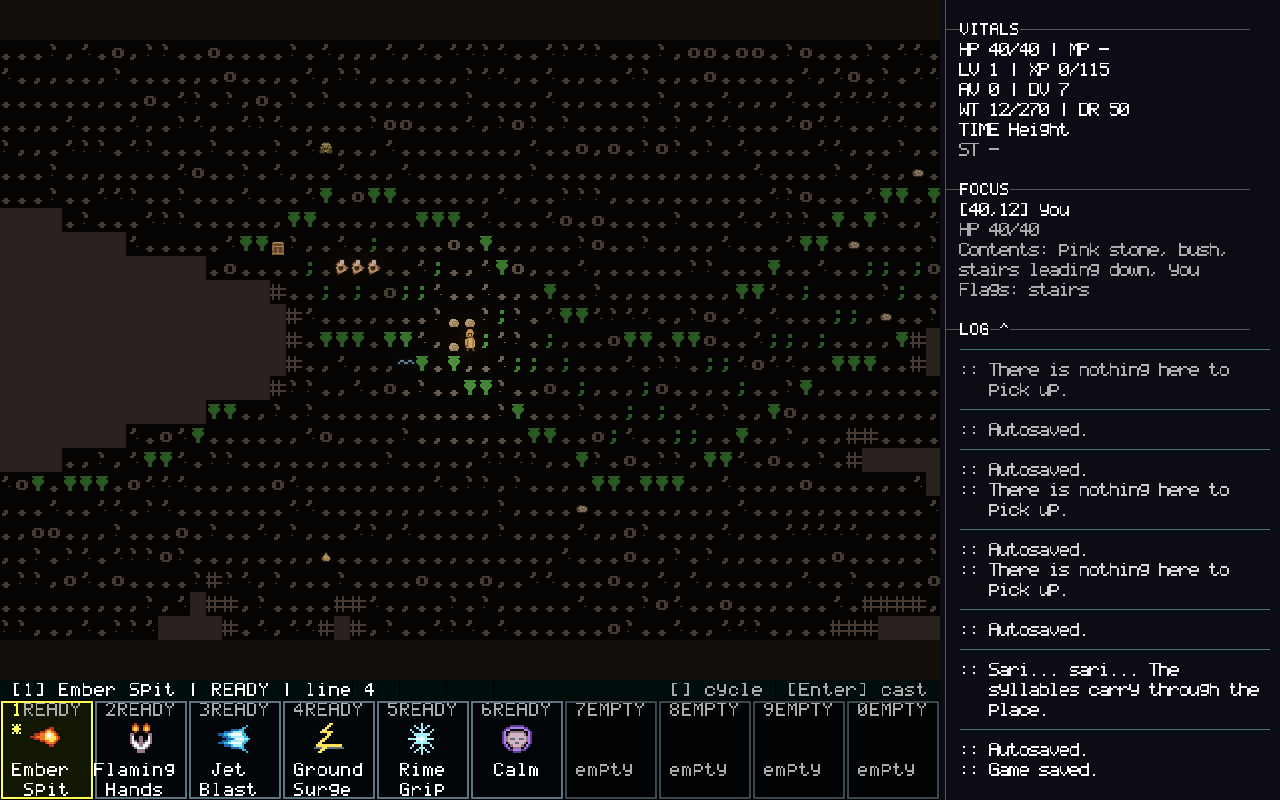 VITALS
HP 40/40 | MP -
LV 1 | XP 0/115
AV 0 | DV 7
WT 12/270 | DR 50
TIME Height
ST -
FOCUS
[40,12] You
HP 40/40
Contents: Pink stone, bush,
stairs leading down, You
Flags: stairs
LOG ^
:: There is nothing here to
Pick up.
:: Autosaved.
:: Autosaved.
:: There is nothing here to
Pick up.
:: Autosaved.
:: There is nothing here to
Pick up.
:: Autosaved.
:: Sari... sari... The
syllables carry through the
Place.
:: Autosaved.
:: Game saved.
[1] Ember Spit | READY | line 4
[] cycle [Enter] cast
1READY 2READY 3READY 4READY 5READY 6READY 7EMPTY 8EMPTY 9EMPTY 0EMPTY
*
Ember Flaming Jet Ground Rime Calm empty empty empty empty
Spit Hands Blast Surge Grip